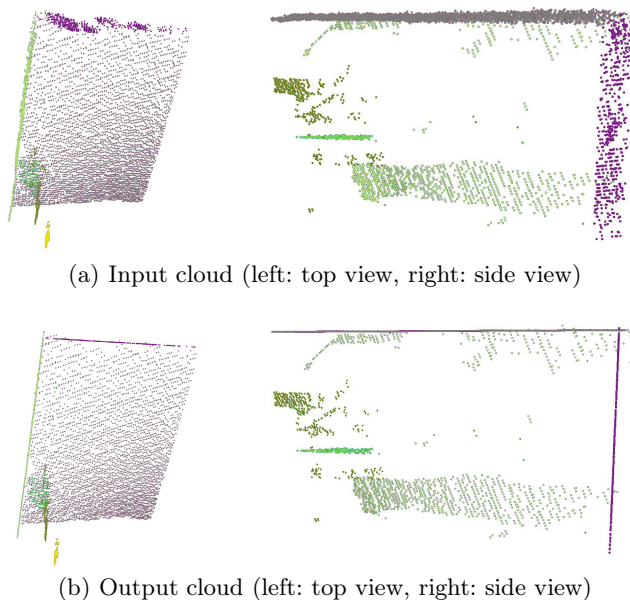 (a) Input cloud (left: top view, right: side view)
(b) Output cloud (left: top view, right: side view)